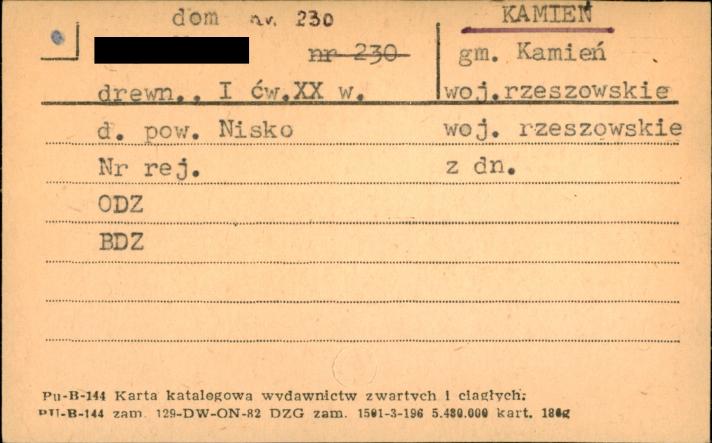 dom nr. 230
KAMIEŃ
nr 230
gm. Kamień
drewn., I ćw.XX w.
woj.rzeszowskie
d. pow. Nisko
woj. rzeszowskie
Nr rej.
z dn.
ODZ
BDZ
Pu-B-144 Karta katalogowa wydawnictw zwartych i ciągłych.
PU-B-144 zam. 129-DW-ON-82 DZG zam. 1501-3-196 5.480.000 kart. 180g